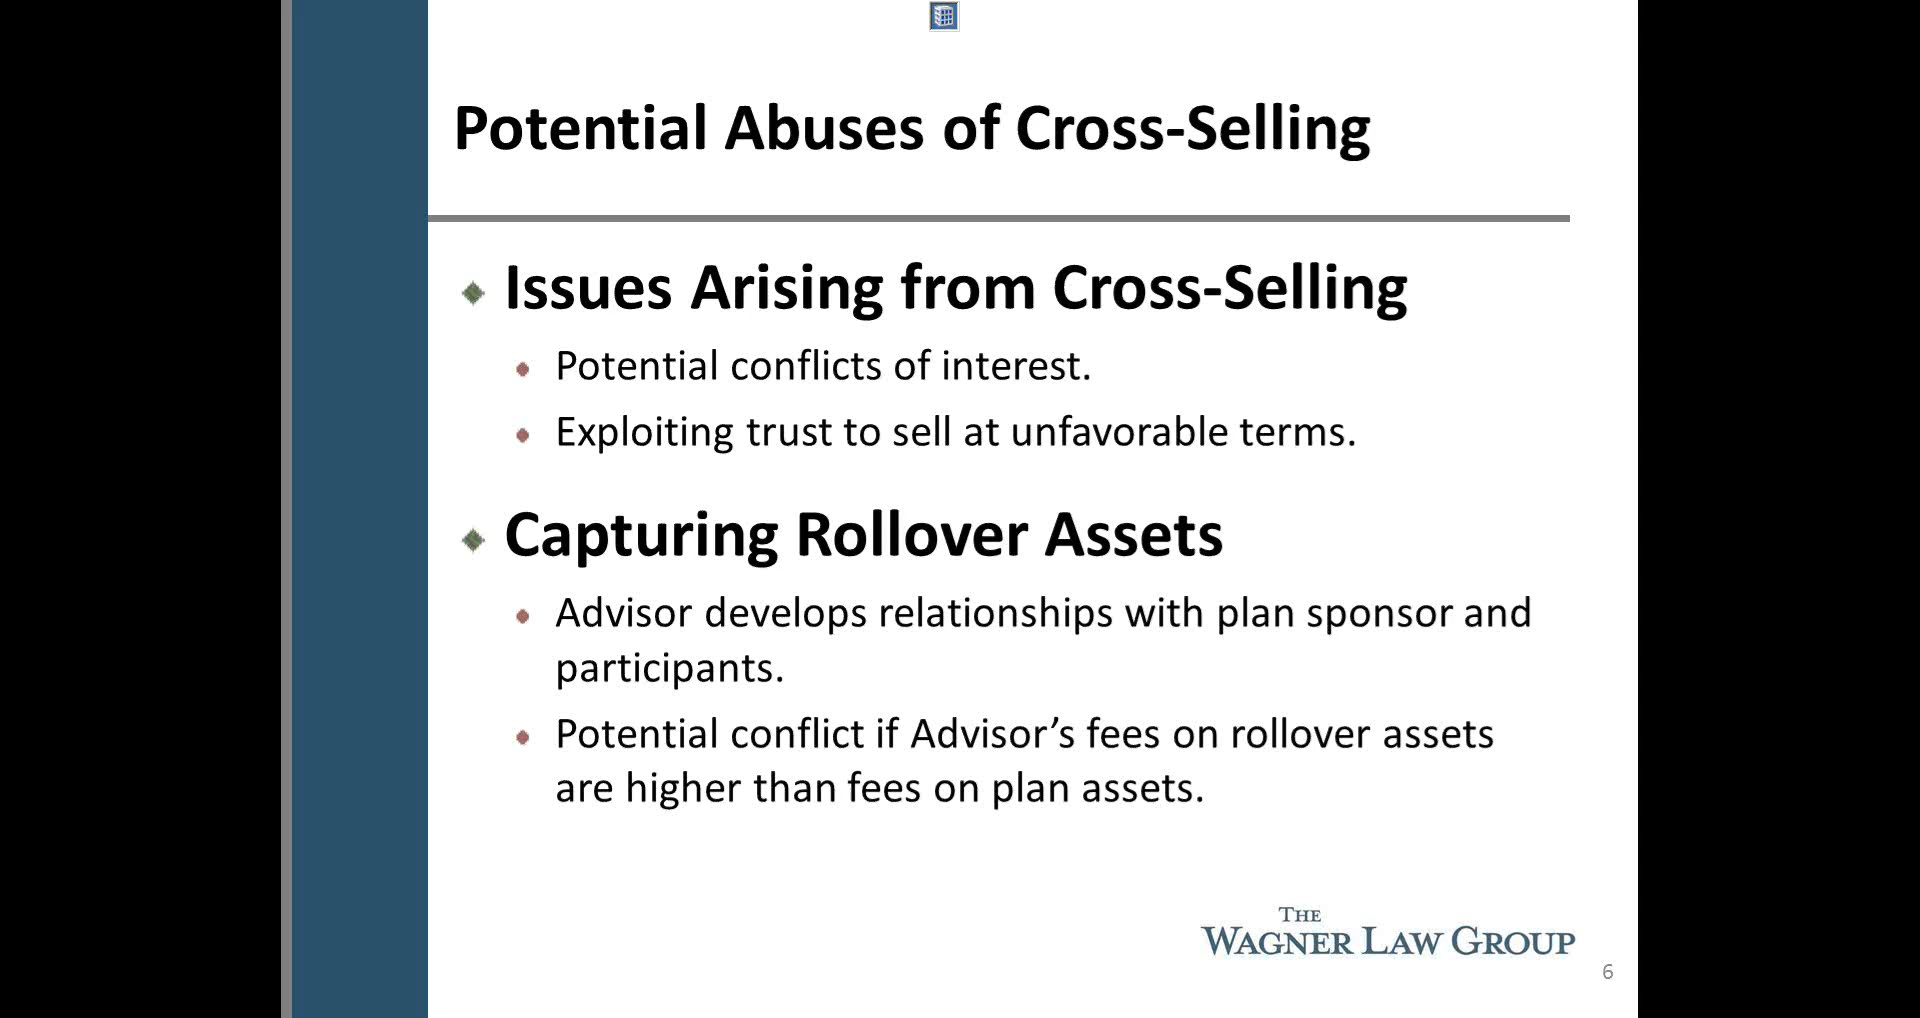 Potential Abuses of Cross-Selling
Issues Arising from Cross-Selling
Potential conflicts of interest.
Exploiting trust to sell at unfavorable terms.
Capturing Rollover Assets
Advisor develops relationships with plan sponsor and
participants.
Potential conflict if Advisor’s fees on rollover assets
are higher than fees on plan assets.
THE
WAGNER LAW GROUP
6